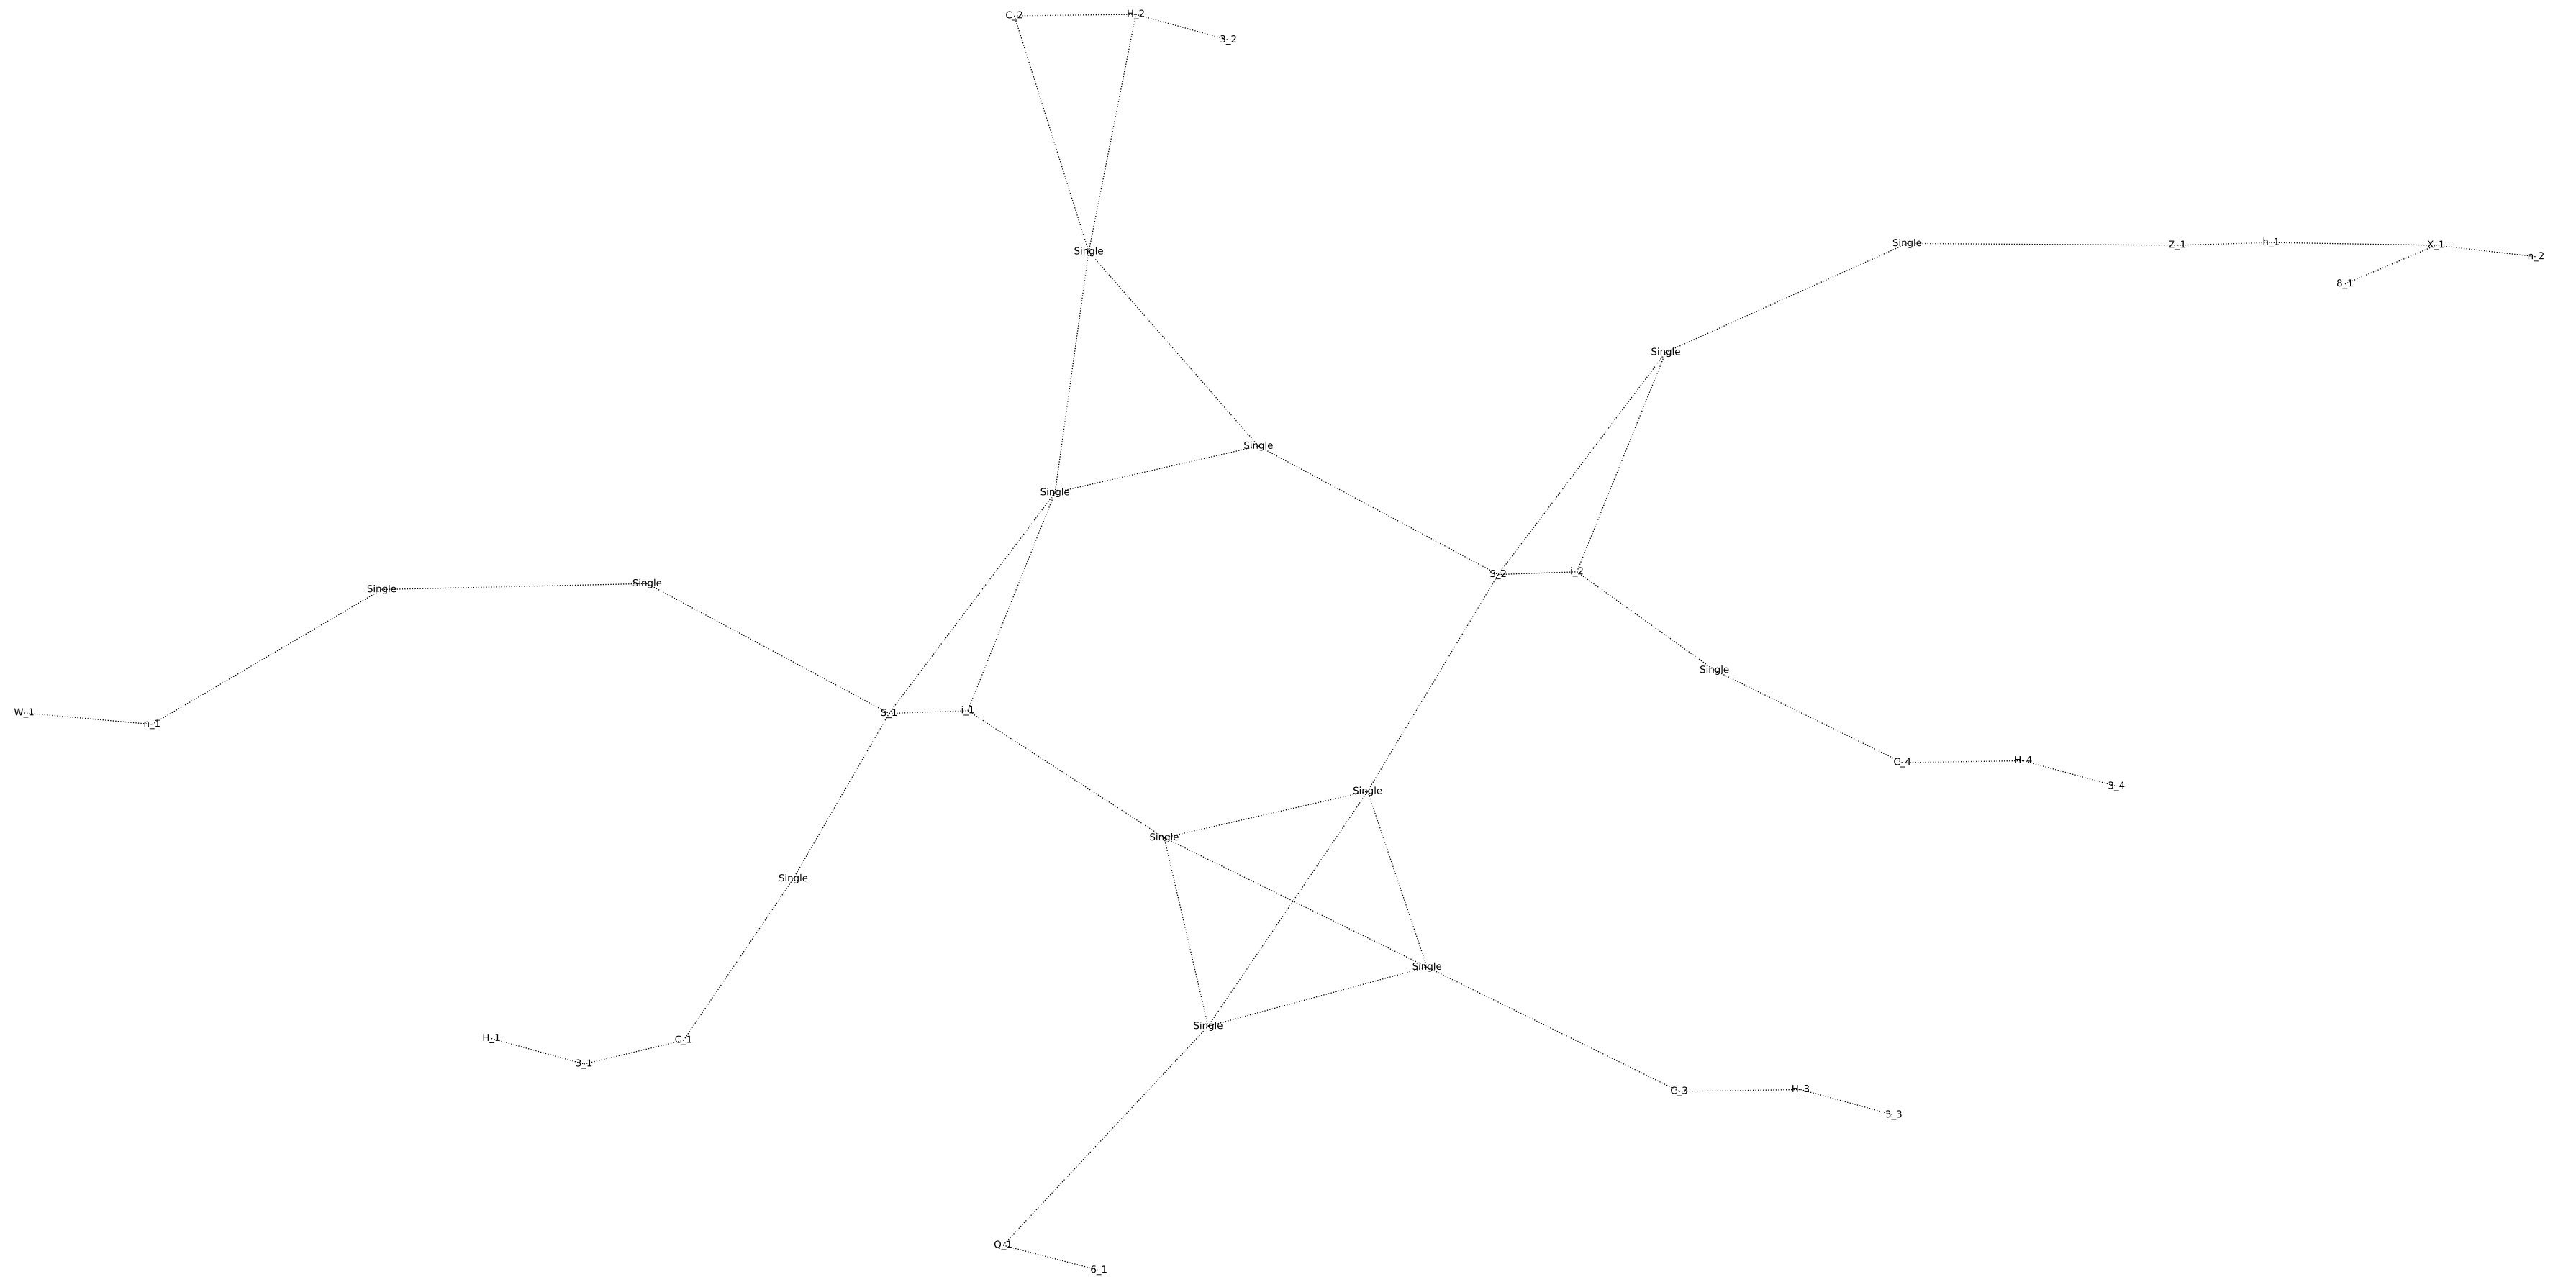 C_2 H_2
3_2
Single
Single Z_1 h_1 X_1 n_2
8_1
Single
Single
Single
Single Single
S_2 i_2
Single
W_1 n_1 S_1 i_1
C_4 H_4
3_4
Single
Single
Single
Single
Single
H_1 C_1
3_1
C_3 H_3
3_3
Q_1
6_1